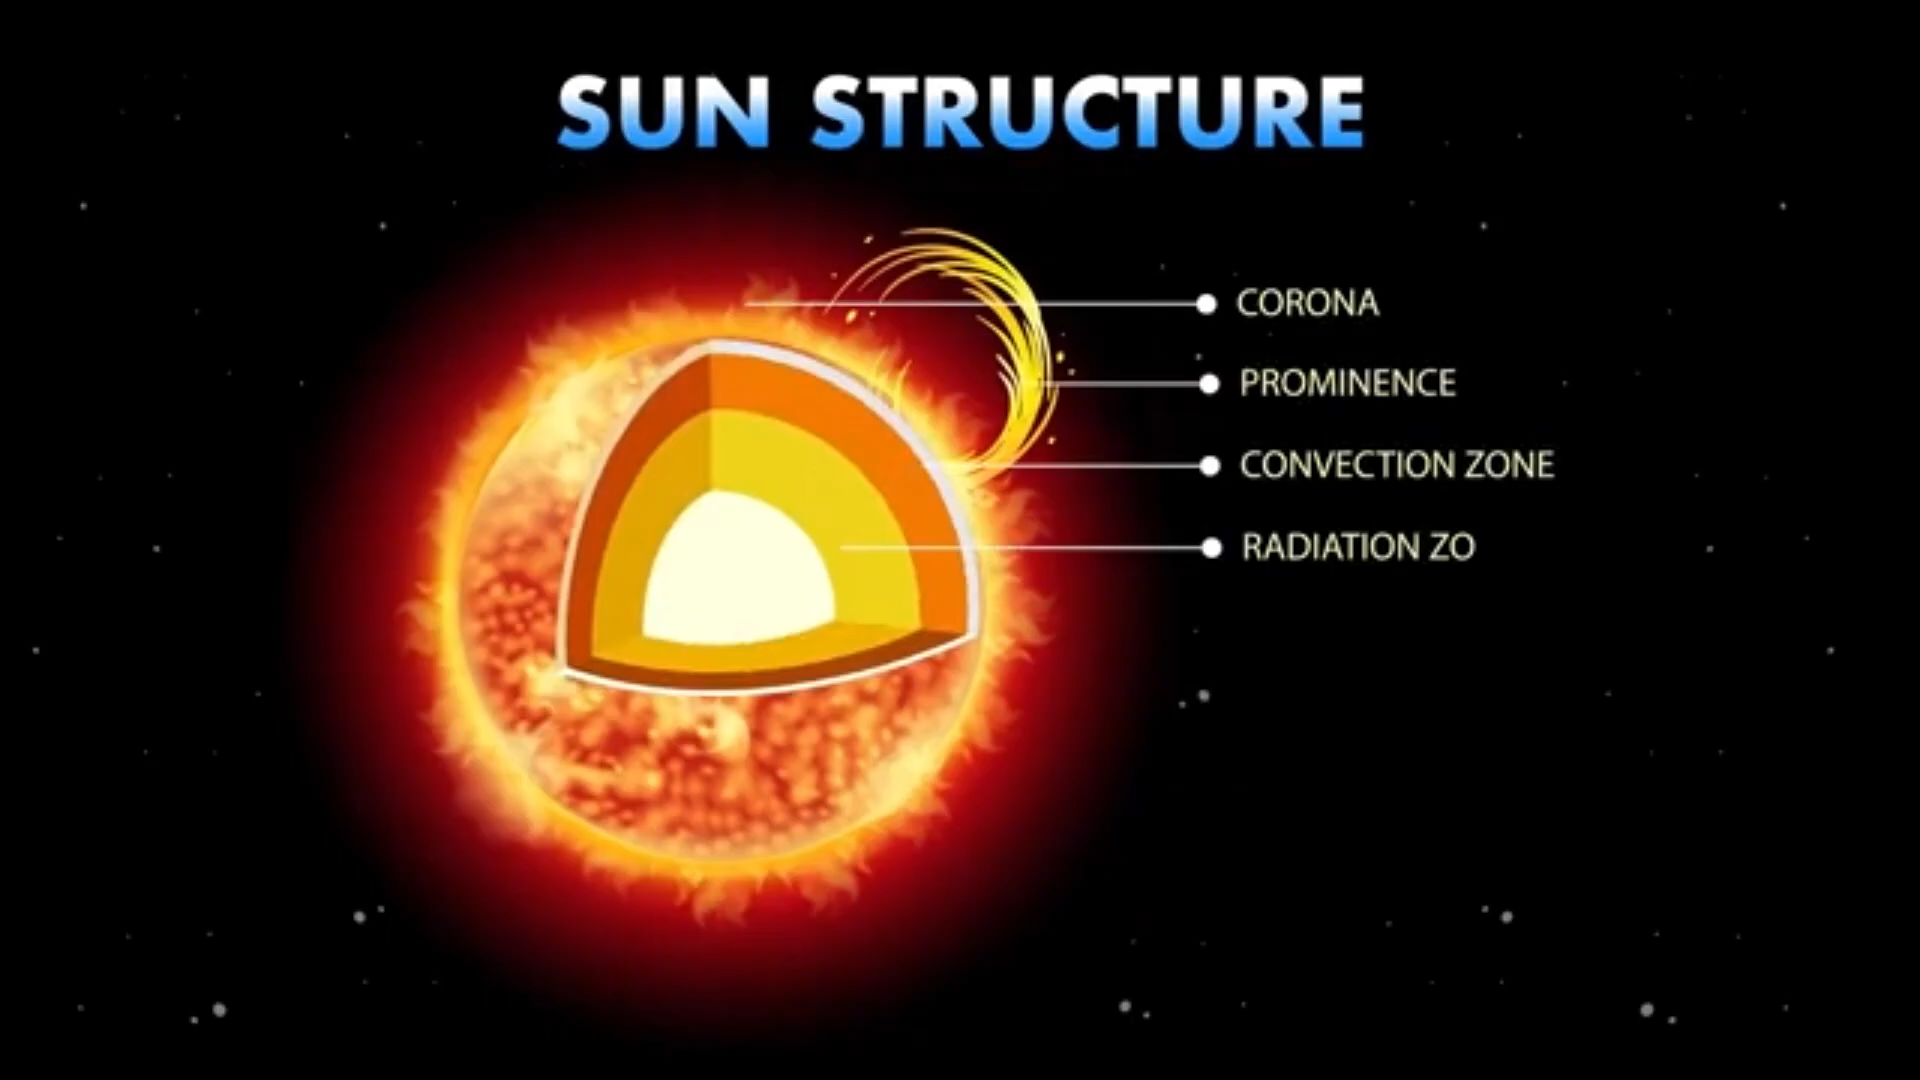 SUN STRUCTURE
CORONA
PROMINENCE
CONVECTION ZONE
RADIATION ZO